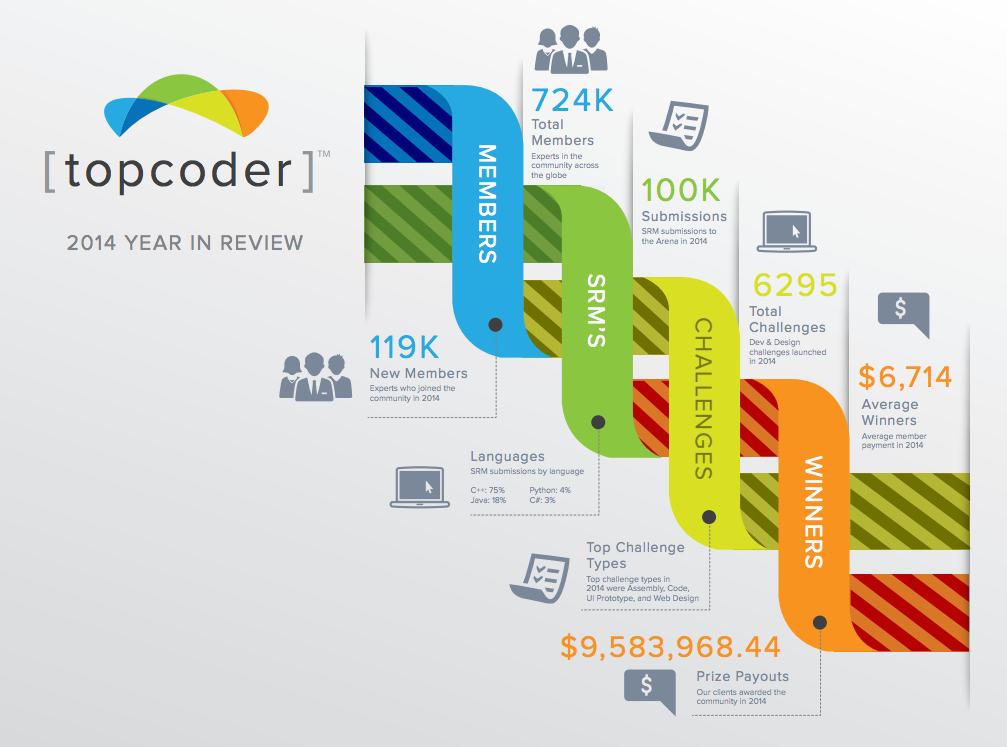 [topcoder]™
2014 YEAR IN REVIEW
MEMBERS
724K
Total
Members
Experts in the
community across
the globe
119K
New Members
Experts who joined the
community in 2014
SRM'S
100K
Submissions
SRM submissions to
the Arena in 2014
Languages
SRM submissions by language
C++: 75% Python: 4%
Java: 18% C#: 3%
CHALLENGES
6295
Total
Challenges
Dev & Design
challenges launched
in 2014
Top Challenge
Types
Top challenge types in
2014 were Assembly, Code,
UI Prototype, and Web Design
WINNERS
$
$6,714
Average
Winners
Average member
payment in 2014
$9,583,968.44
$
Prize Payouts
Our clients awarded the
community in 2014